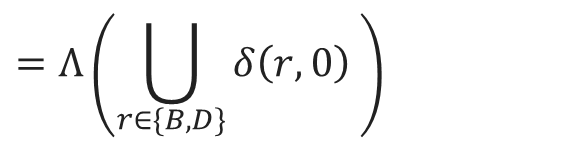 = Λ(⋃_{r∈{B,D}} δ(r, 0))